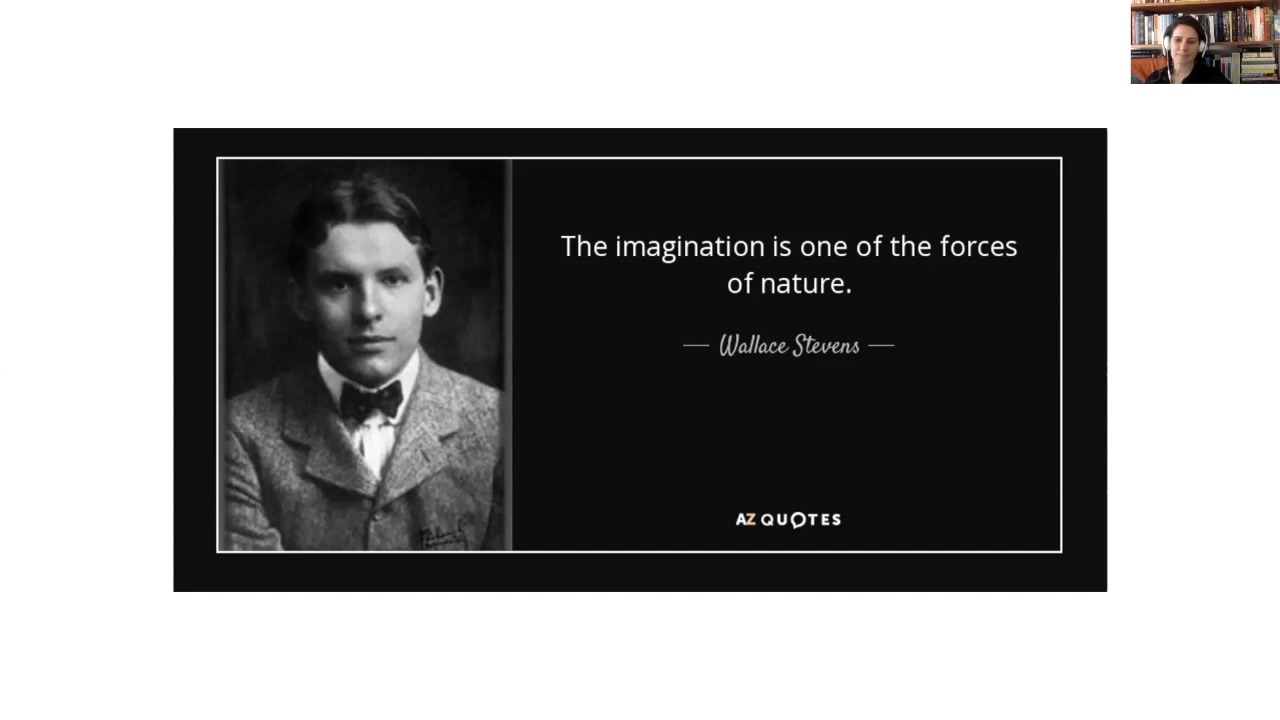 The imagination is one of the forces
of nature.
— Wallace Stevens —
AZ QUOTES